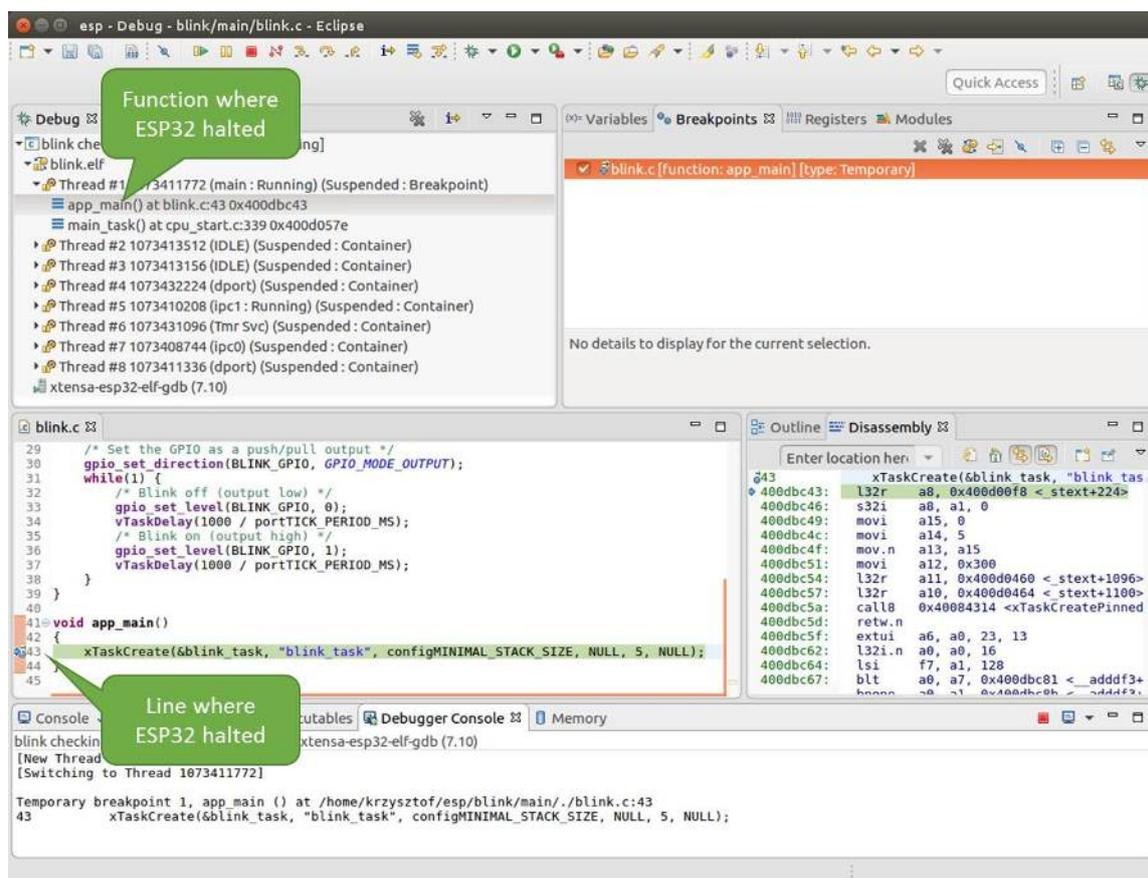 esp - Debug - blink/main/blink.c - Eclipse
Quick Access
Function where
ESP32 halted
Debug
blink che ng]
blink.elf
Thread #1 1073411772 (main : Running) (Suspended : Breakpoint)
app_main() at blink.c:43 0x400dbc43
main_task() at cpu_start.c:339 0x400d057e
Thread #2 1073413512 (IDLE) (Suspended : Container)
Thread #3 1073413156 (IDLE) (Suspended : Container)
Thread #4 1073432224 (dport) (Suspended : Container)
Thread #5 1073410208 (ipc1 : Running) (Suspended : Container)
Thread #6 1073431096 (Tmr Svc) (Suspended : Container)
Thread #7 1073408744 (ipc0) (Suspended : Container)
Thread #8 1073411336 (dport) (Suspended : Container)
xtensa-esp32-elf-gdb (7.10)
(x)= Variables Breakpoints Registers Modules
blink.c [function: app_main] [type: Temporary]
No details to display for the current selection.
blink.c
29 /* Set the GPIO as a push/pull output */
30 gpio_set_direction(BLINK_GPIO, GPIO_MODE_OUTPUT);
31 while(1) {
32 /* Blink off (output low) */
33 gpio_set_level(BLINK_GPIO, 0);
34 vTaskDelay(1000 / portTICK_PERIOD_MS);
35 /* Blink on (output high) */
36 gpio_set_level(BLINK_GPIO, 1);
37 vTaskDelay(1000 / portTICK_PERIOD_MS);
38 }
39 }
40
41 void app_main()
42 {
43 xTaskCreate(&blink_task, "blink_task", configMINIMAL_STACK_SIZE, NULL, 5, NULL);
44
45
Line where
ESP32 halted
Outline Disassembly
Enter location her
43 xTaskCreate(&blink_task, "blink_tas
400dbc43: l32r a8, 0x400d00f8 <_stext+224>
400dbc46: s32i a8, a1, 0
400dbc49: movi a15, 0
400dbc4c: movi a14, 5
400dbc4f: mov.n a13, a15
400dbc51: movi a12, 0x300
400dbc54: l32r a11, 0x400d0460 <_stext+1096>
400dbc57: l32r a10, 0x400d0464 <_stext+1100>
400dbc5a: call8 0x40084314 <xTaskCreatePinned
400dbc5d: retw.n
400dbc5f: extui a6, a0, 23, 13
400dbc62: l32i.n a0, a0, 16
400dbc64: lsi f7, a1, 128
400dbc67: blt a0, a7, 0x400dbc81 <__adddf3+
Console cutables Debugger Console Memory
blink checkin xtensa-esp32-elf-gdb (7.10)
[New Thread
[Switching to Thread 1073411772]
Temporary breakpoint 1, app_main () at /home/krzysztof/esp/blink/main/./blink.c:43
43 xTaskCreate(&blink_task, "blink_task", configMINIMAL_STACK_SIZE, NULL, 5, NULL);